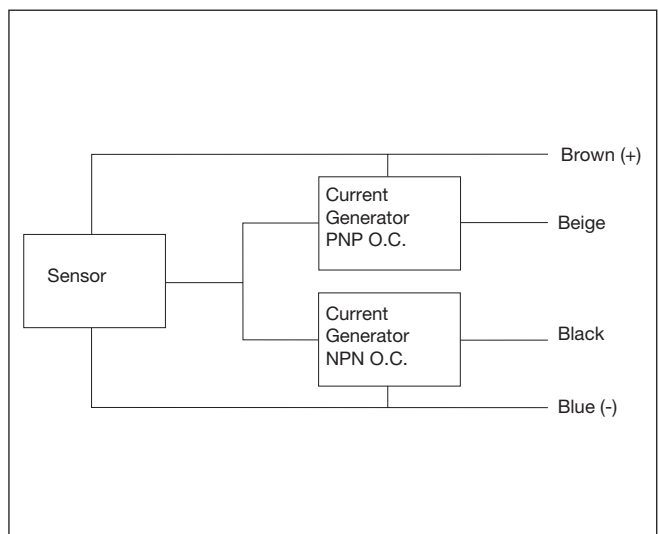 Brown (+)
Current
Generator
PNP O.C.
Beige
Sensor
Current
Generator
NPN O.C.
Black
Blue (-)